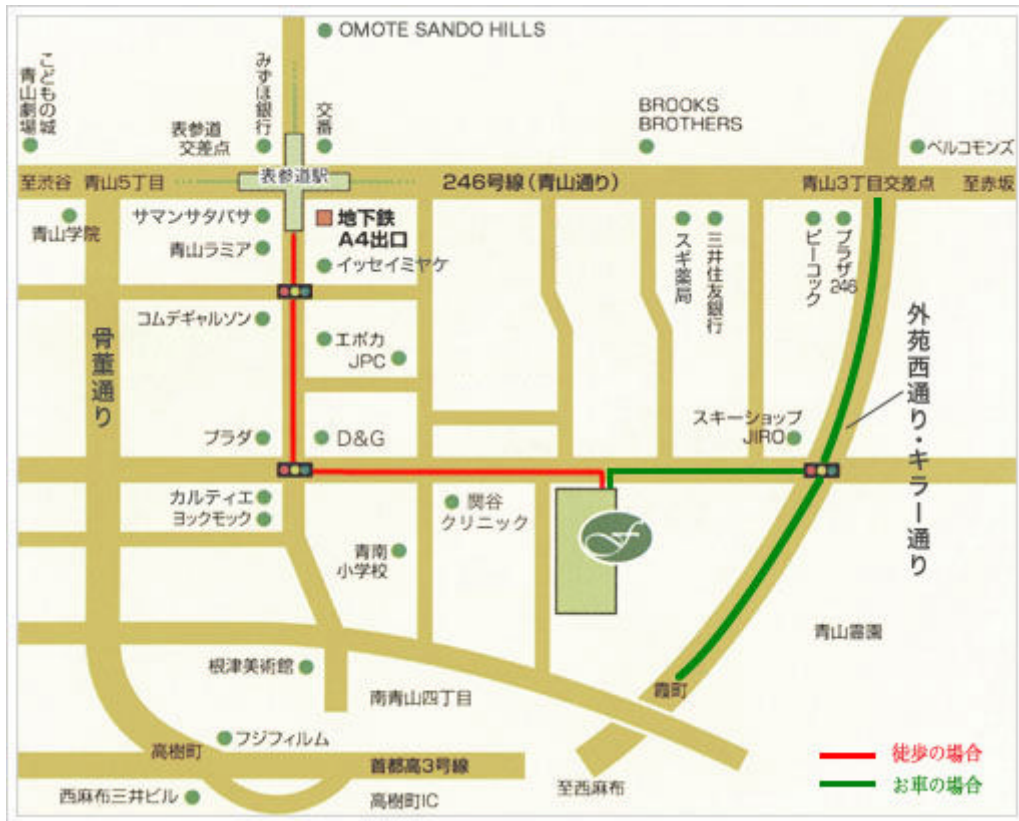 OMOTE SANDO HILLS
こどもの城
青山劇場
みずほ銀行
交番
表参道
交差点
BROOKS
BROTHERS
ベルコモンズ
至渋谷
青山5丁目
表参道駅
246号線(青山通り)
青山3丁目交差点
至赤坂
青山学院
サマンサタバサ
青山ラミア
地下鉄
A4出口
イッセイミヤケ
スギ薬局
三井住友銀行
ピーコック
プラザ
246
骨董通り
コムデギャルソン
エポカ
JPC
外苑西通り・キラー通り
プラダ
D&G
スキーショップ
JIRO
カルティエ
ヨックモック
関谷
クリニック
青南
小学校
青山霊園
根津美術館
南青山四丁目
霞町
フジフィルム
高樹町
首都高3号線
徒歩の場合
至西麻布
お車の場合
西麻布三井ビル
高樹町IC